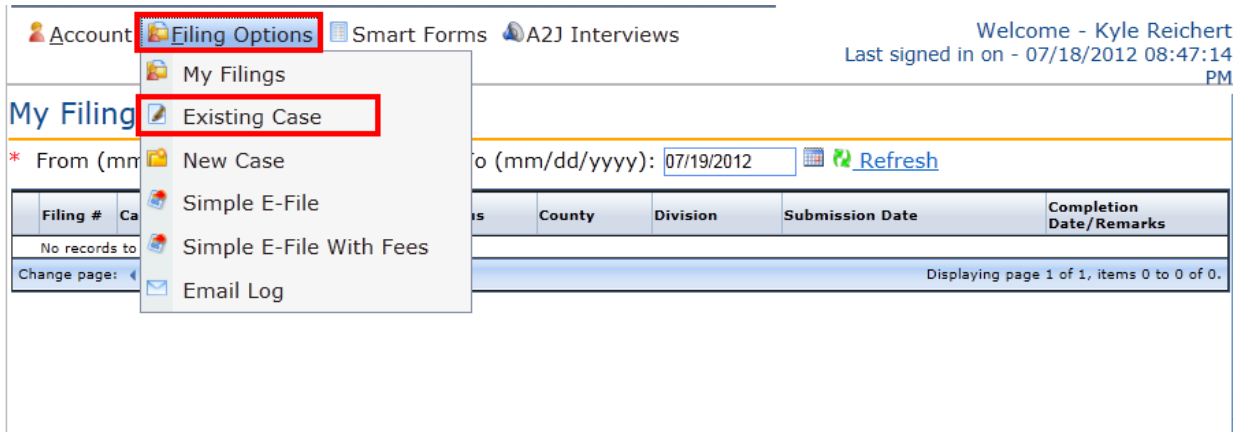 Account Filing Options Smart Forms A2J Interviews
Welcome - Kyle Reichert
Last signed in on - 07/18/2012 08:47:14
PM
My Filings
Existing Case
New Case
Simple E-File
Simple E-File With Fees
Email Log
My Filing
* From (mm o (mm/dd/yyyy): 07/19/2012 Refresh
Filing # Ca us County Division Submission Date Completion
Date/Remarks
No records to
Change page: Displaying page 1 of 1, items 0 to 0 of 0.